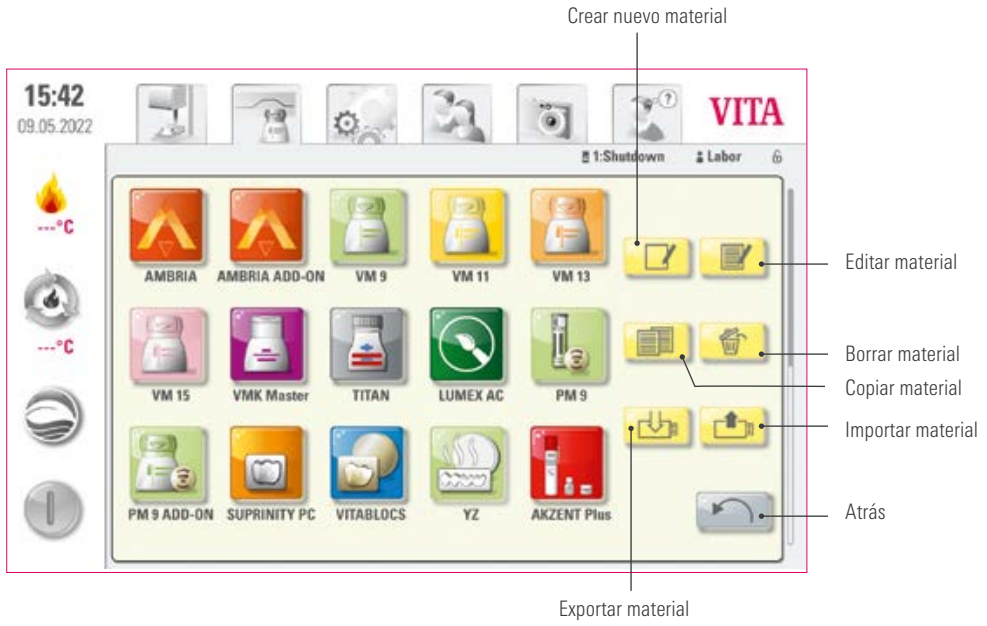 Crear nuevo material
15:42
09.05.2022
?
VITA
1:Shutdown
Labor
---°C
AMBRIA
AMBRIA ADD-ON
VM 9
VM 11
VM 13
Editar material
---°C
VM 15
VMK Master
TITAN
LUMEX AC
PM 9
Borrar material
Copiar material
Importar material
PM 9 ADD-ON
SUPRINITY PC
VITABLOCS
YZ
AKZENT Plus
Atrás
Exportar material